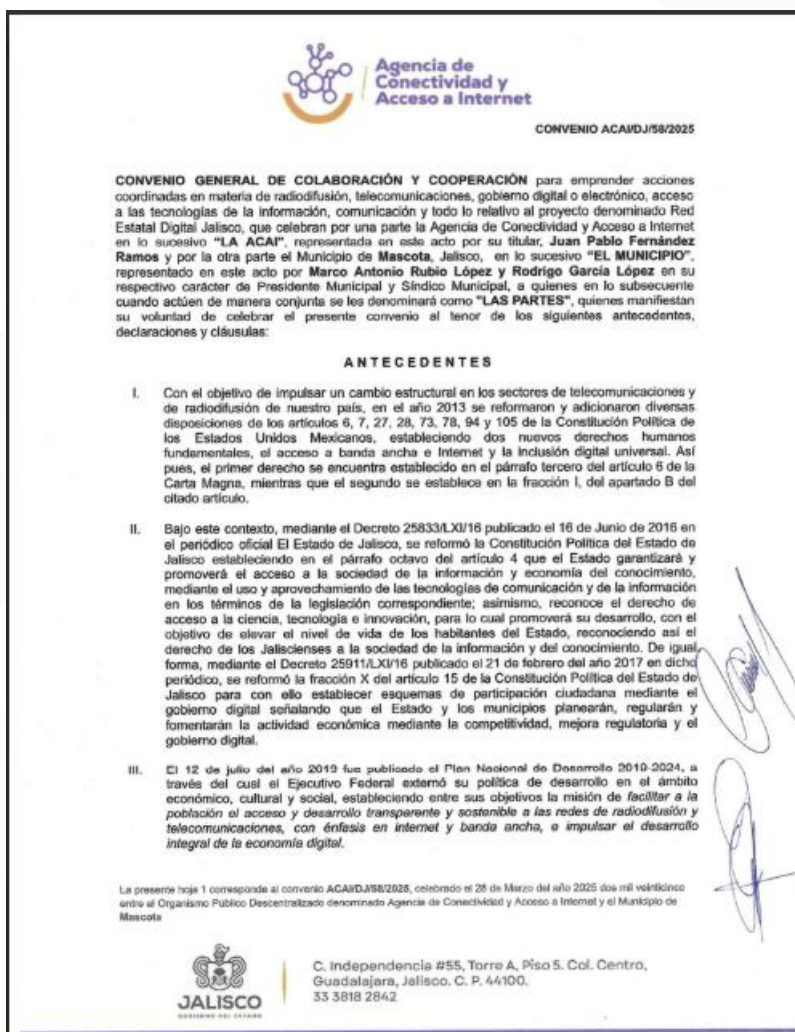 Agencia de
Conectividad y
Acceso a Internet
CONVENIO ACAI/DJ/58/2025
CONVENIO GENERAL DE COLABORACIÓN Y COOPERACIÓN para emprender acciones
coordinadas en materia de radiodifusión, telecomunicaciones, gobierno digital o electrónico, acceso
a las tecnologías de la información, comunicación y todo lo relativo al proyecto denominado Red
Estatal Digital Jalisco, que celebran por una parte la Agencia de Conectividad y Acceso a Internet
en lo sucesivo "LA ACAI", representada en este acto por su titular, Juan Pablo Fernández
Ramos y por la otra parte el Municipio de Mascota, Jalisco, en lo sucesivo "EL MUNICIPIO",
representado en este acto por Marco Antonio Rubio López y Rodrigo García López en su
respectivo carácter de Presidente Municipal y Síndico Municipal, a quienes en lo subsecuente
cuando actúen de manera conjunta se les denominará como "LAS PARTES", quienes manifiestan
su voluntad de celebrar el presente convenio al tenor de los siguientes antecedentes,
declaraciones y cláusulas:
ANTECEDENTES
I. Con el objetivo de impulsar un cambio estructural en los sectores de telecomunicaciones y
de radiodifusión de nuestro país, en el año 2013 se reformaron y adicionaron diversas
disposiciones de los artículos 6, 7, 27, 28, 73, 78, 94 y 105 de la Constitución Política de
los Estados Unidos Mexicanos, estableciendo dos nuevos derechos humanos
fundamentales, el acceso a banda ancha e Internet y la inclusión digital universal. Así
pues, el primer derecho se encuentra establecido en el párrafo tercero del artículo 6 de la
Carta Magna, mientras que el segundo se establece en la fracción I, del apartado B del
citado artículo.
II. Bajo este contexto, mediante el Decreto 25833/LXI/16 publicado el 16 de Junio de 2016 en
el periódico oficial El Estado de Jalisco, se reformó la Constitución Política del Estado de
Jalisco estableciendo en el párrafo octavo del artículo 4 que el Estado garantizará y
promoverá el acceso a la sociedad de la información y economía del conocimiento,
mediante el uso y aprovechamiento de las tecnologías de comunicación y de la información
en los términos de la legislación correspondiente; asimismo, reconoce el derecho de
acceso a la ciencia, tecnología e innovación, para lo cual promoverá su desarrollo, con el
objetivo de elevar el nivel de vida de los habitantes del Estado, reconociendo así el
derecho de los Jaliscienses a la sociedad de la información y del conocimiento. De igual
forma, mediante el Decreto 25911/LXI/16 publicado el 21 de febrero del año 2017 en dicho
periódico, se reformó la fracción X del artículo 15 de la Constitución Política del Estado de
Jalisco para con ello establecer esquemas de participación ciudadana mediante el
gobierno digital señalando que el Estado y los municipios planearán, regularán y
fomentarán la actividad económica mediante la competitividad, mejora regulatoria y el
gobierno digital.
III. El 12 de julio del año 2019 fue publicado el Plan Nacional de Desarrollo 2019-2024, a
través del cual el Ejecutivo Federal externó su política de desarrollo en el ámbito
económico, cultural y social, estableciendo entre sus objetivos la misión de facilitar a la
población el acceso y desarrollo transparente y sostenible a las redes de radiodifusión y
telecomunicaciones, con énfasis en internet y banda ancha, e impulsar el desarrollo
integral de la economía digital.
La presente hoja 1 corresponde al convenio ACAI/DJ/58/2025, celebrado el 28 de Marzo del año 2025 dos mil veinticinco
entre el Organismo Público Descentralizado denominado Agencia de Conectividad y Acceso a Internet y el Municipio de
Mascota
JALISCO
GOBIERNO DEL ESTADO
C. Independencia #55, Torre A, Piso 5. Col. Centro,
Guadalajara, Jalisco. C. P. 44100.
33 3818 2842